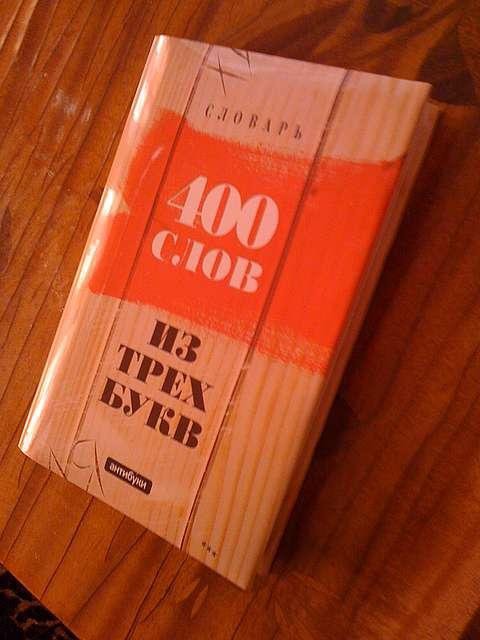 СЛОВАРЪ
400
СЛОВ
ИЗ
ТРЕХ
БУКВ
антибуки
***